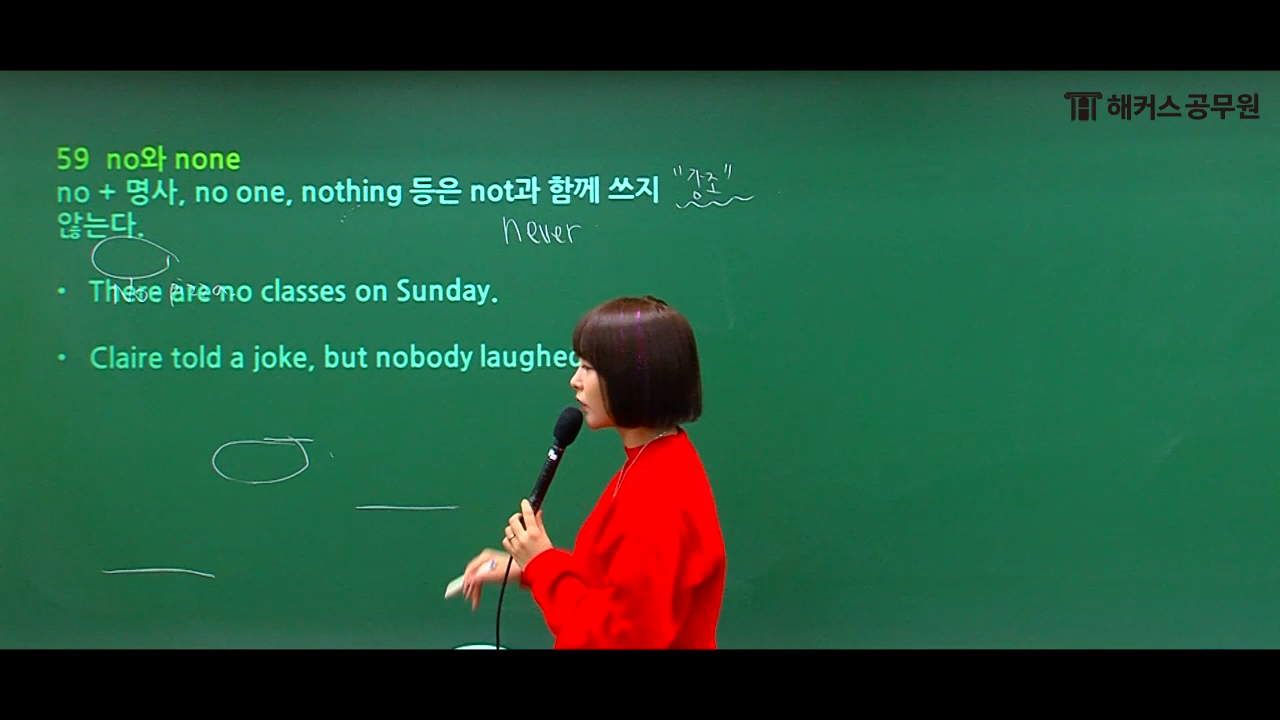 해커스 공무원
59 no와 none
no + 명사, no one, nothing 등은 not과 함께 쓰지 "강조"
않는다.
never
• There are no classes on Sunday.
No pizza
• Claire told a joke, but nobody laughed